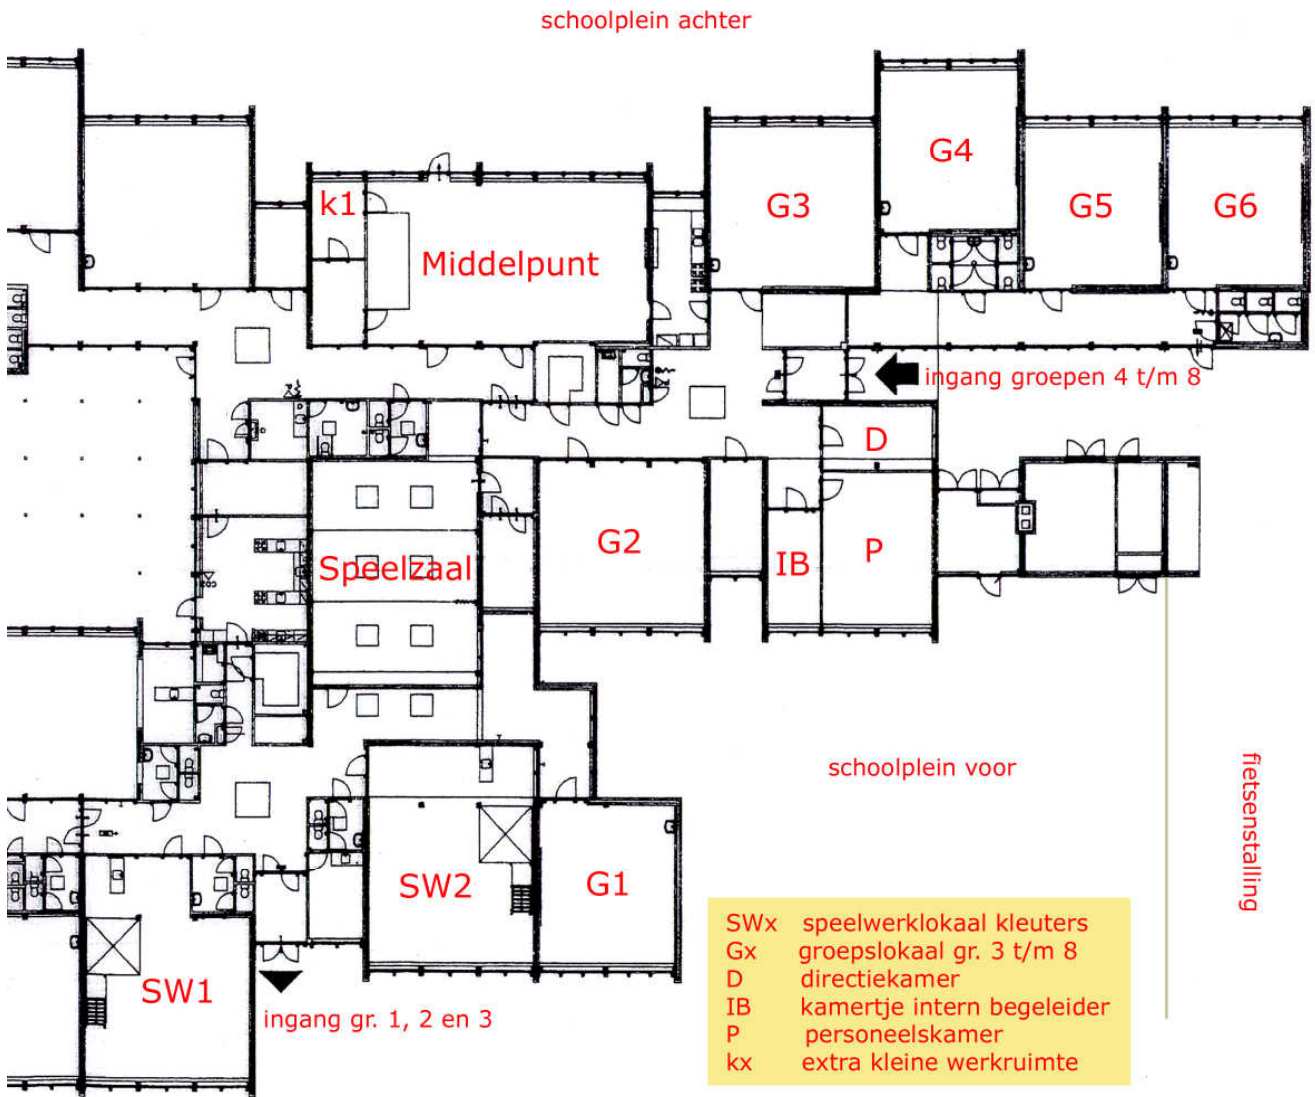 schoolplein achter
G4
k1
G3
G5
G6
Middelpunt
ingang groepen 4 t/m 8
D
G2
P
IB
Speelzaal
schoolplein voor
fietsenstalling
SW2
G1
SW1
ingang gr. 1, 2 en 3
SWx speelwerklokaal kleuters
Gx groepslokaal gr. 3 t/m 8
D directiekamer
IB kamertje intern begeleider
P personeelskamer
kx extra kleine werkruimte